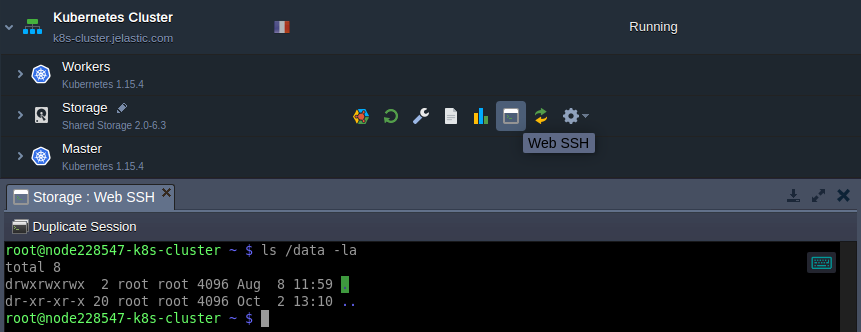 Kubernetes Cluster
k8s-cluster.jelastic.com
Running
Workers
Kubernetes 1.15.4
Storage
Shared Storage 2.0-6.3
Web SSH
Master
Kubernetes 1.15.4
Storage : Web SSH
Duplicate Session
root@node228547-k8s-cluster ~ $ ls /data -la
total 8
drwxrwxrwx  2 root root 4096 Aug  8 11:59 .
dr-xr-xr-x 20 root root 4096 Oct  2 13:10 ..
root@node228547-k8s-cluster ~ $